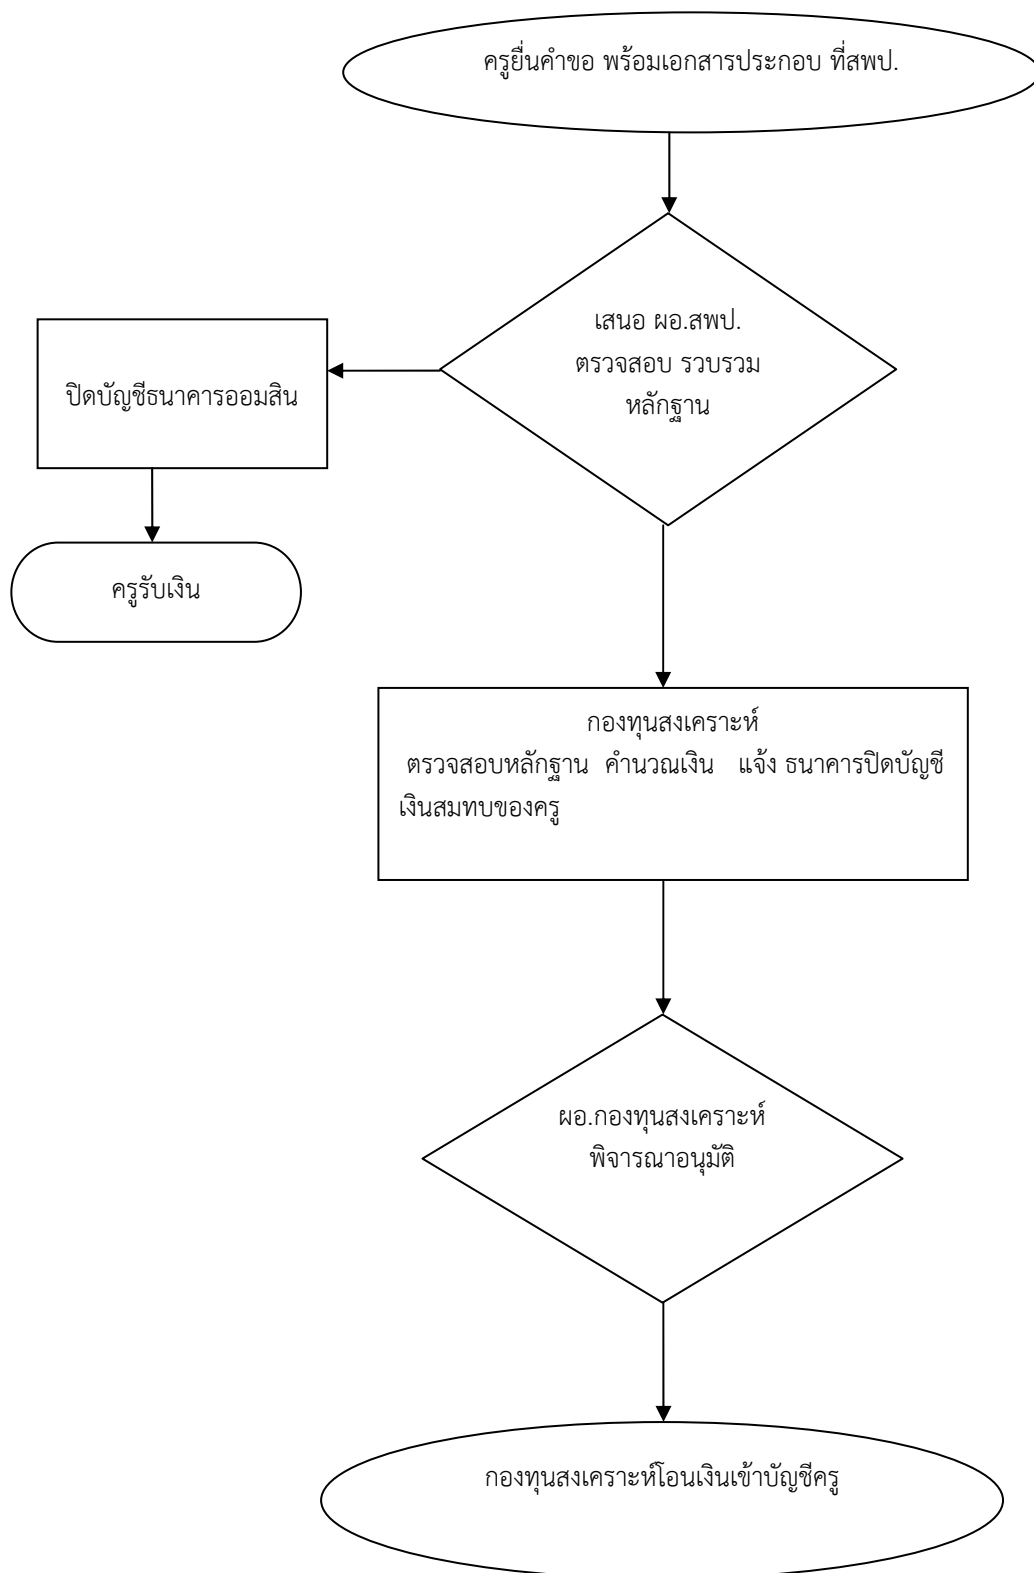 ครูยื่นคำขอ พร้อมเอกสารประกอบ ที่สพป.
เสนอ ผอ.สพป.
ตรวจสอบ รวบรวม
หลักฐาน
ปิดบัญชีธนาคารออมสิน
ครูรับเงิน
กองทุนสงเคราะห์
ตรวจสอบหลักฐาน คำนวณเงิน แจ้ง ธนาคารปิดบัญชี
เงินสมทบของครู
ผอ.กองทุนสงเคราะห์
พิจารณาอนุมัติ
กองทุนสงเคราะห์โอนเงินเข้าบัญชีครู